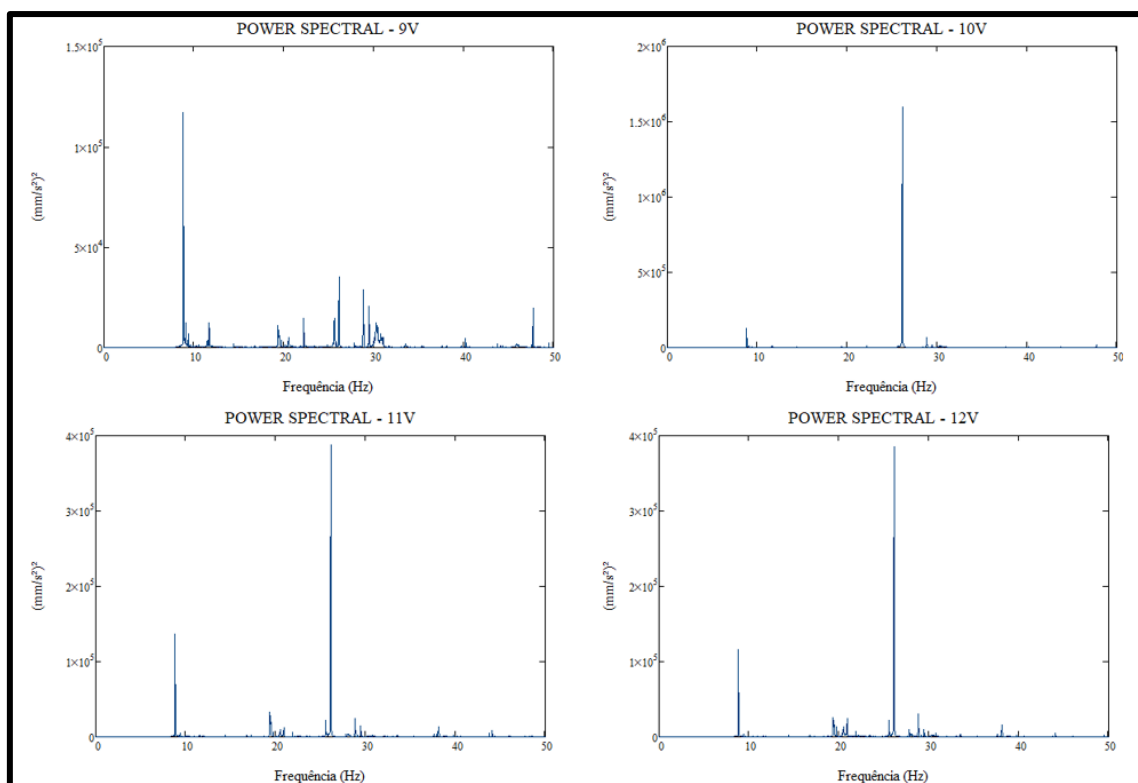 POWER SPECTRAL - 9V
1.5×10⁵
1×10⁵
5×10⁴
0
(mm/s²)²
0 10 20 30 40 50
Frequência (Hz)
POWER SPECTRAL - 10V
2×10⁶
1.5×10⁶
1×10⁶
5×10⁵
0
(mm/s²)²
0 10 20 30 40 50
Frequência (Hz)
POWER SPECTRAL - 11V
4×10⁵
3×10⁵
2×10⁵
1×10⁵
0
(mm/s²)²
0 10 20 30 40 50
Frequência (Hz)
POWER SPECTRAL - 12V
4×10⁵
3×10⁵
2×10⁵
1×10⁵
0
(mm/s²)²
0 10 20 30 40 50
Frequência (Hz)